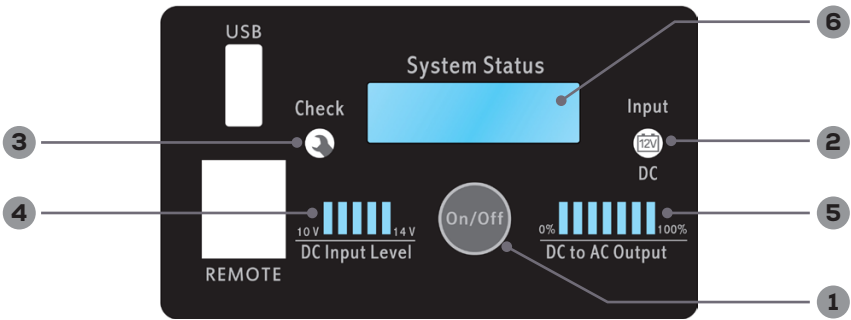 USB
6
System Status
Check
Input
3
12V
2
DC
4
On/Off
5
10 V
14 V
0%
100%
DC Input Level
DC to AC Output
REMOTE
1